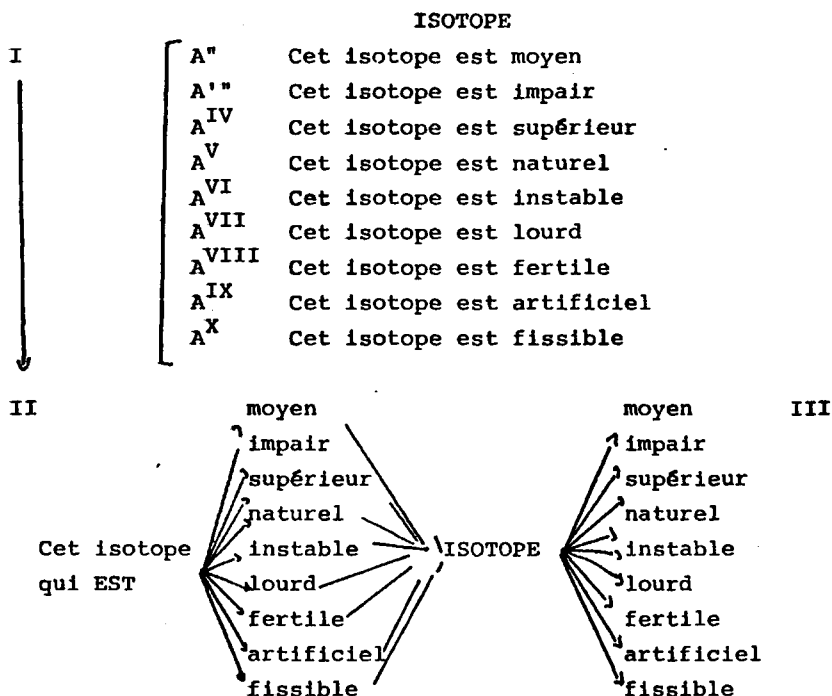 ISOTOPE
I A" Cet isotope est moyen
A'" Cet isotope est impair
A^IV Cet isotope est supérieur
A^V Cet isotope est naturel
A^VI Cet isotope est instable
A^VII Cet isotope est lourd
A^VIII Cet isotope est fertile
A^IX Cet isotope est artificiel
A^X Cet isotope est fissible
II moyen moyen III
impair impair
supérieur supérieur
naturel naturel
Cet isotope instable ISOTOPE instable
qui EST lourd lourd
fertile fertile
artificiel artificiel
fissible fissible